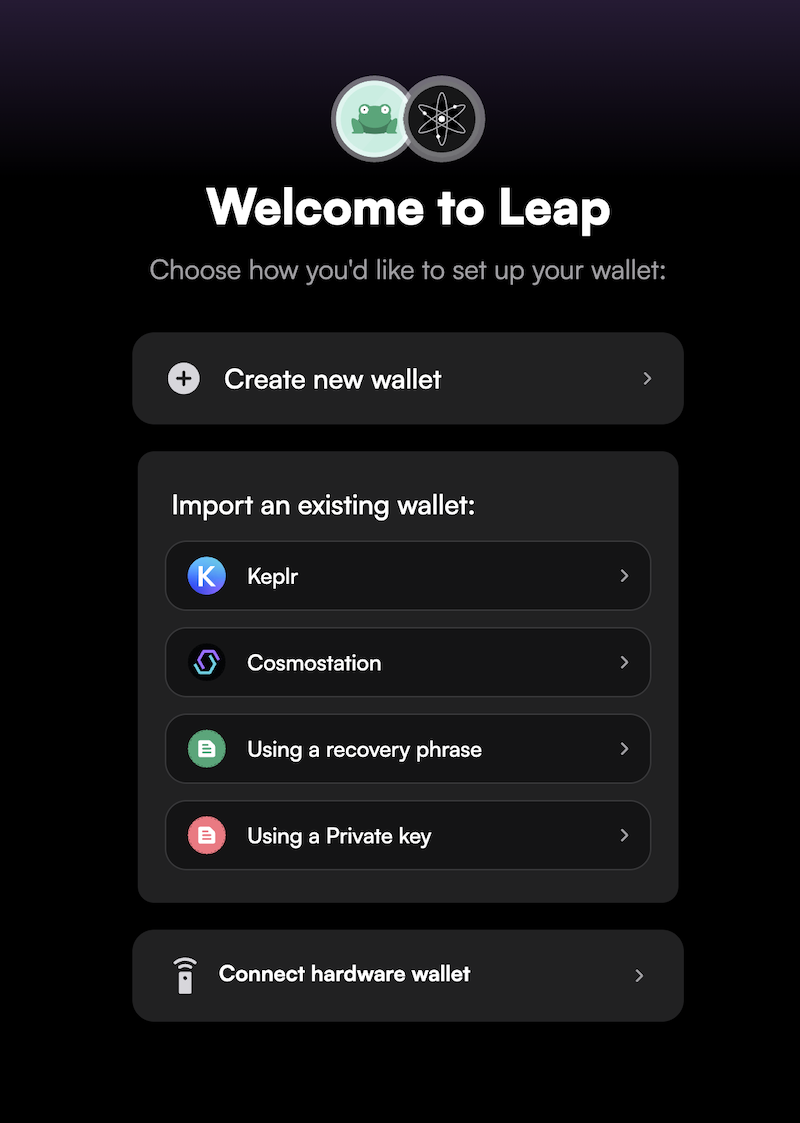 Welcome to Leap
Choose how you'd like to set up your wallet:
Create new wallet
Import an existing wallet:
K
Keplr
Cosmostation
Using a recovery phrase
Using a Private key
Connect hardware wallet